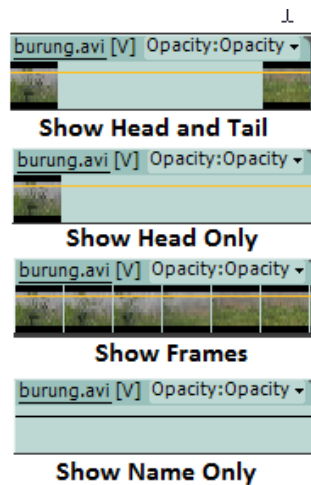 burung.avi [V] Opacity:Opacity
Show Head and Tail
burung.avi [V] Opacity:Opacity
Show Head Only
burung.avi [V] Opacity:Opacity
Show Frames
burung.avi [V] Opacity:Opacity
Show Name Only